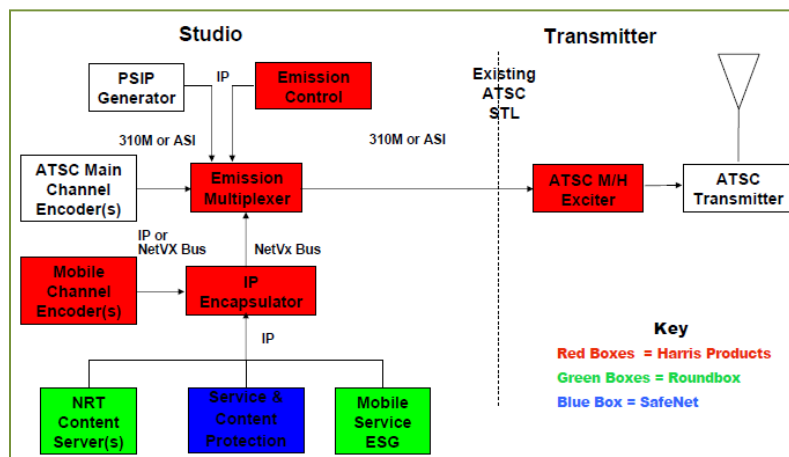 Studio
Transmitter
PSIP
Generator
IP
Emission
Control
Existing
ATSC
STL
310M or ASI
310M or ASI
ATSC Main
Channel
Encoder(s)
Emission
Multiplexer
ATSC M/H
Exciter
ATSC
Transmitter
IP or
NetVX Bus
NetVx Bus
Mobile
Channel
Encoder(s)
IP
Encapsulator
IP
Key
Red Boxes = Harris Products
Green Boxes = Roundbox
Blue Box = SafeNet
NRT
Content
Server(s)
Service &
Content
Protection
Mobile
Service
ESG